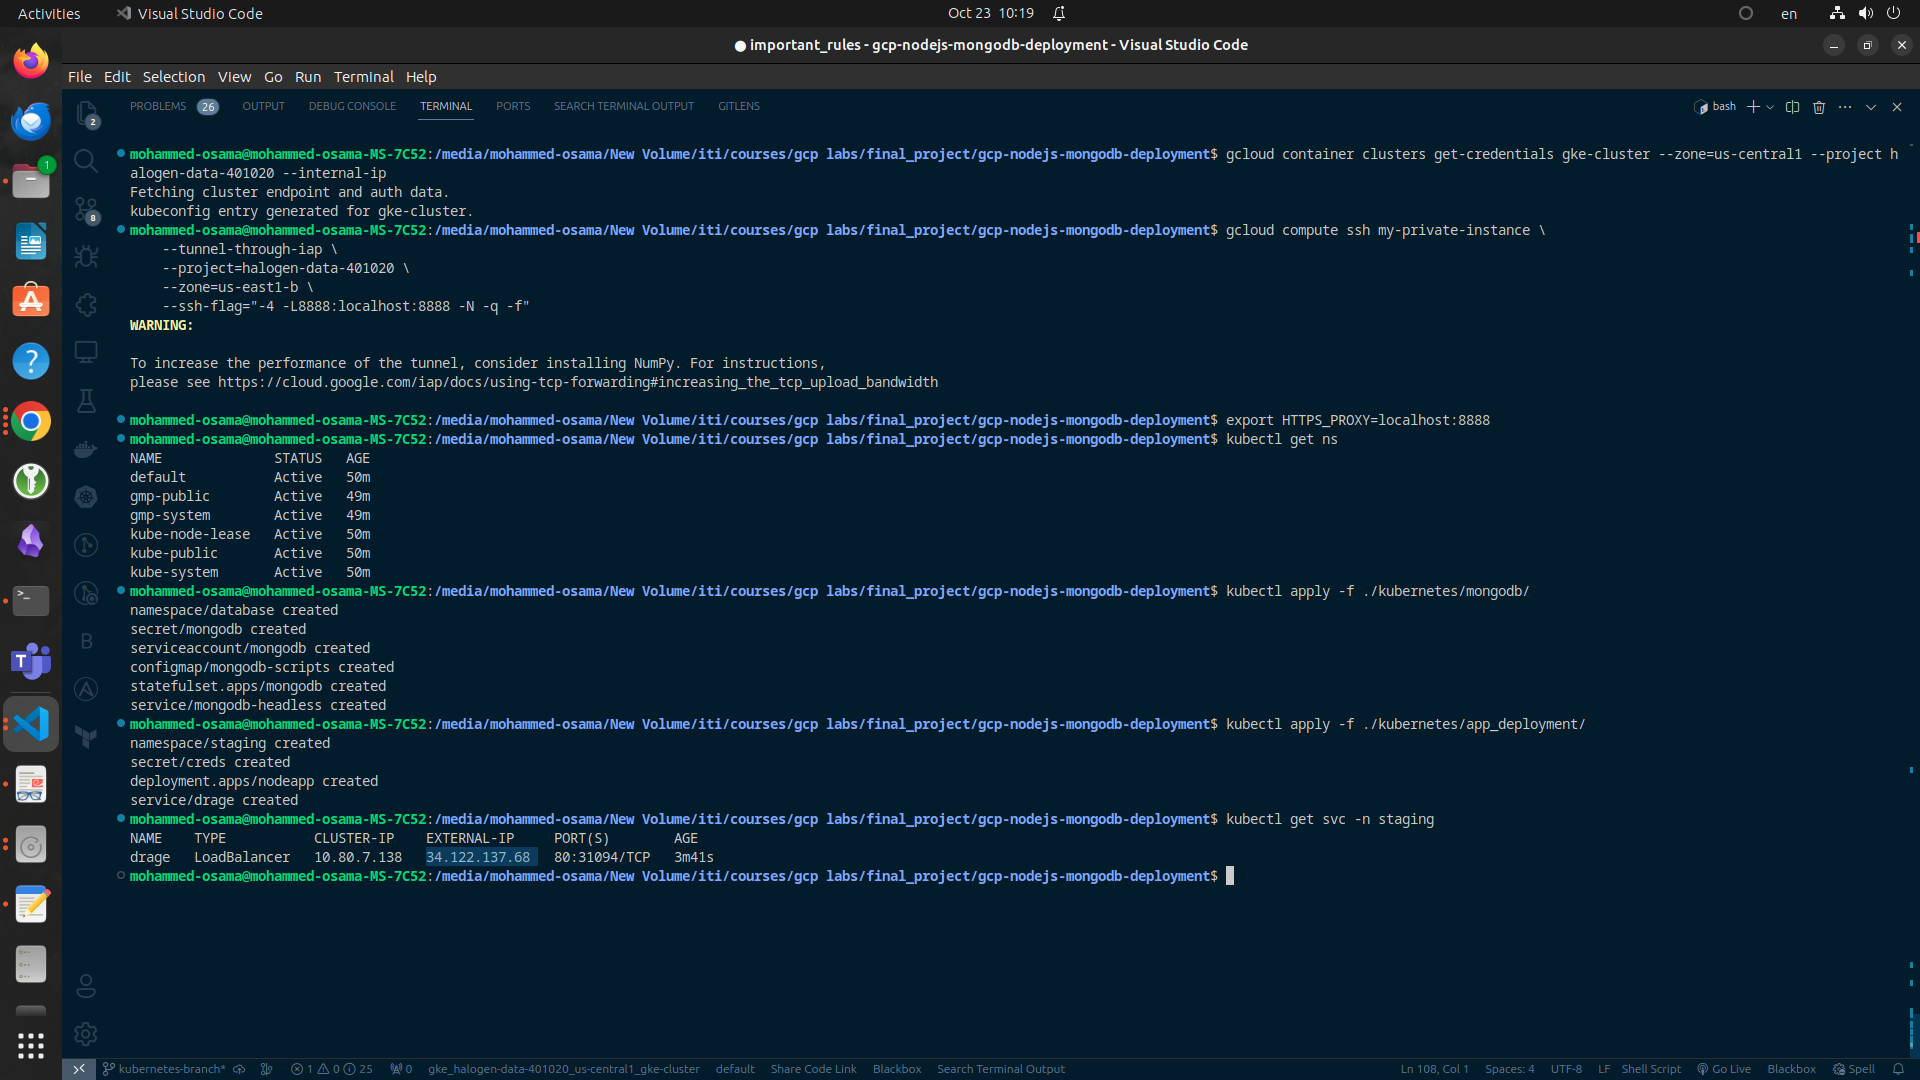 Activities
Visual Studio Code
Oct 23 10:19
en
● important_rules - gcp-nodejs-mongodb-deployment - Visual Studio Code
File Edit Selection View Go Run Terminal Help
PROBLEMS 26 OUTPUT DEBUG CONSOLE TERMINAL PORTS SEARCH TERMINAL OUTPUT GITLENS
bash
mohammed-osama@mohammed-osama-MS-7C52:/media/mohammed-osama/New Volume/iti/courses/gcp labs/final_project/gcp-nodejs-mongodb-deployment$ gcloud container clusters get-credentials gke-cluster --zone=us-central1 --project h
alogen-data-401020 --internal-ip
Fetching cluster endpoint and auth data.
kubeconfig entry generated for gke-cluster.
mohammed-osama@mohammed-osama-MS-7C52:/media/mohammed-osama/New Volume/iti/courses/gcp labs/final_project/gcp-nodejs-mongodb-deployment$ gcloud compute ssh my-private-instance \
    --tunnel-through-iap \
    --project=halogen-data-401020 \
    --zone=us-east1-b \
    --ssh-flag="-4 -L8888:localhost:8888 -N -q -f"
WARNING:
To increase the performance of the tunnel, consider installing NumPy. For instructions,
please see https://cloud.google.com/iap/docs/using-tcp-forwarding#increasing_the_tcp_upload_bandwidth
mohammed-osama@mohammed-osama-MS-7C52:/media/mohammed-osama/New Volume/iti/courses/gcp labs/final_project/gcp-nodejs-mongodb-deployment$ export HTTPS_PROXY=localhost:8888
mohammed-osama@mohammed-osama-MS-7C52:/media/mohammed-osama/New Volume/iti/courses/gcp labs/final_project/gcp-nodejs-mongodb-deployment$ kubectl get ns
NAME STATUS AGE
default Active 50m
gmp-public Active 49m
gmp-system Active 49m
kube-node-lease Active 50m
kube-public Active 50m
kube-system Active 50m
mohammed-osama@mohammed-osama-MS-7C52:/media/mohammed-osama/New Volume/iti/courses/gcp labs/final_project/gcp-nodejs-mongodb-deployment$ kubectl apply -f ./kubernetes/mongodb/
namespace/database created
secret/mongodb created
serviceaccount/mongodb created
configmap/mongodb-scripts created
statefulset.apps/mongodb created
service/mongodb-headless created
mohammed-osama@mohammed-osama-MS-7C52:/media/mohammed-osama/New Volume/iti/courses/gcp labs/final_project/gcp-nodejs-mongodb-deployment$ kubectl apply -f ./kubernetes/app_deployment/
namespace/staging created
secret/creds created
deployment.apps/nodeapp created
service/drage created
mohammed-osama@mohammed-osama-MS-7C52:/media/mohammed-osama/New Volume/iti/courses/gcp labs/final_project/gcp-nodejs-mongodb-deployment$ kubectl get svc -n staging
NAME TYPE CLUSTER-IP EXTERNAL-IP PORT(S) AGE
drage LoadBalancer 10.80.7.138 34.122.137.68 80:31094/TCP 3m41s
mohammed-osama@mohammed-osama-MS-7C52:/media/mohammed-osama/New Volume/iti/courses/gcp labs/final_project/gcp-nodejs-mongodb-deployment$
1
2
8
B
kubernetes-branch* 1 0 25 0 gke_halogen-data-401020_us-central1_gke-cluster default Share Code Link Blackbox Search Terminal Output Ln 108, Col 1 Spaces: 4 UTF-8 LF Shell Script Go Live Blackbox Spell